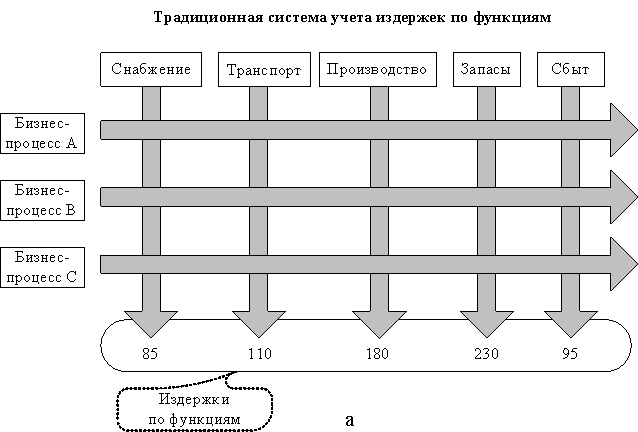 Традиционная система учета издержек по функциям
Снабжение Транспорт Производство Запасы Сбыт
Бизнес-
процесс А
Бизнес-
процесс В
Бизнес-
процесс С
85 110 180 230 95
Издержки
по функциям
а